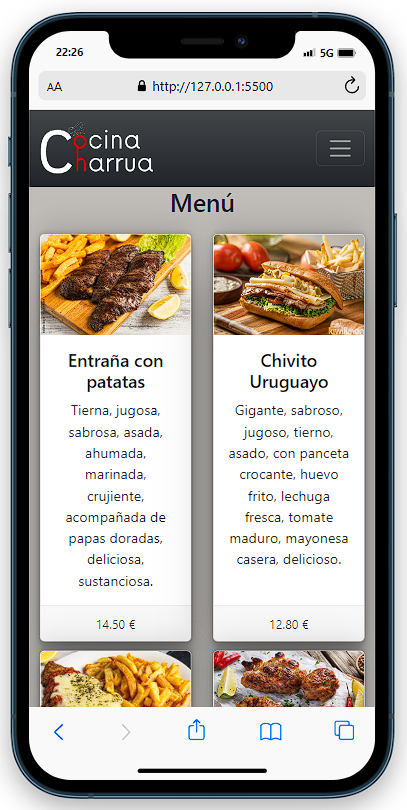 22:26
5G
AA
http://127.0.0.1:5500
Cocina
Charrua
Menú
Entraña con
patatas
Tierna, jugosa,
sabrosa, asada,
ahumada,
marinada,
crujiente,
acompañada de
papas doradas,
deliciosa,
sustanciosa.
14.50 €
Chivito
Uruguayo
Gigante, sabroso,
jugoso, tierno,
asado, con panceta
crocante, huevo
frito, lechuga
fresca, tomate
maduro, mayonesa
casera, delicioso.
12.80 €